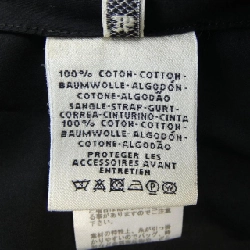 100% COTON-COTTON-
BAUMWOLLE-ALGODÓN-
COTONE-ALGODÃO
SANGLE-STRAP-GURT-
CORREA-CINTURINO-CINTA
100% COTON-COTTON-
BAUMWOLLE-ALGODÓN-
COTONE-ALGODÃO
PROTEGER LES
ACCESSOIRES AVANT
ENTRETIEN